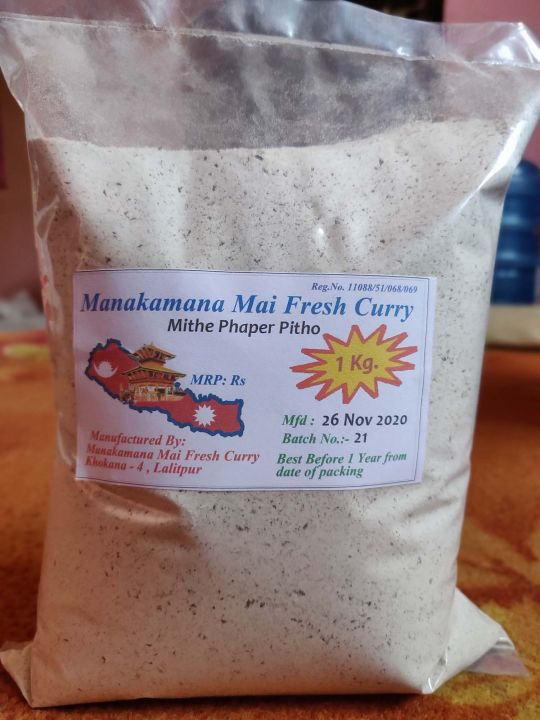 Reg.No. 11088/51/068/069
Manakamana Mai Fresh Curry
Mithe Phaper Pitho
1 Kg.
MRP: Rs
Mfd : 26 Nov 2020
Batch No.:- 21
Manufactured By:
Manakamana Mai Fresh Curry
Khokana - 4 , Lalitpur
Best Before 1 Year from
date of packing